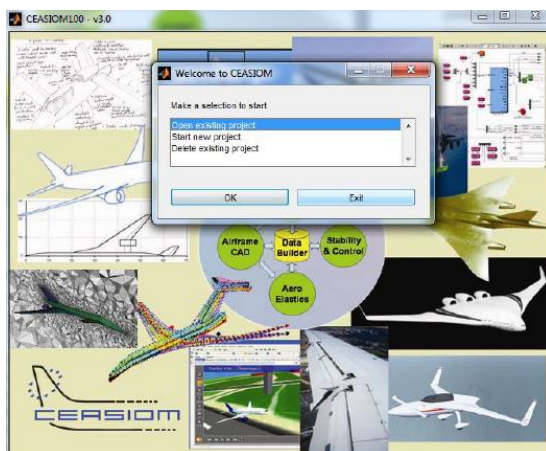 CEASIOM100 - v3.0
Welcome to CEASIOM
Make a selection to start
Open existing project
Start new project
Delete existing project
OK
Exit
Airframe
CAD
Data
Builder
Stability
& Control
Aero
Elastics
CEASIOM